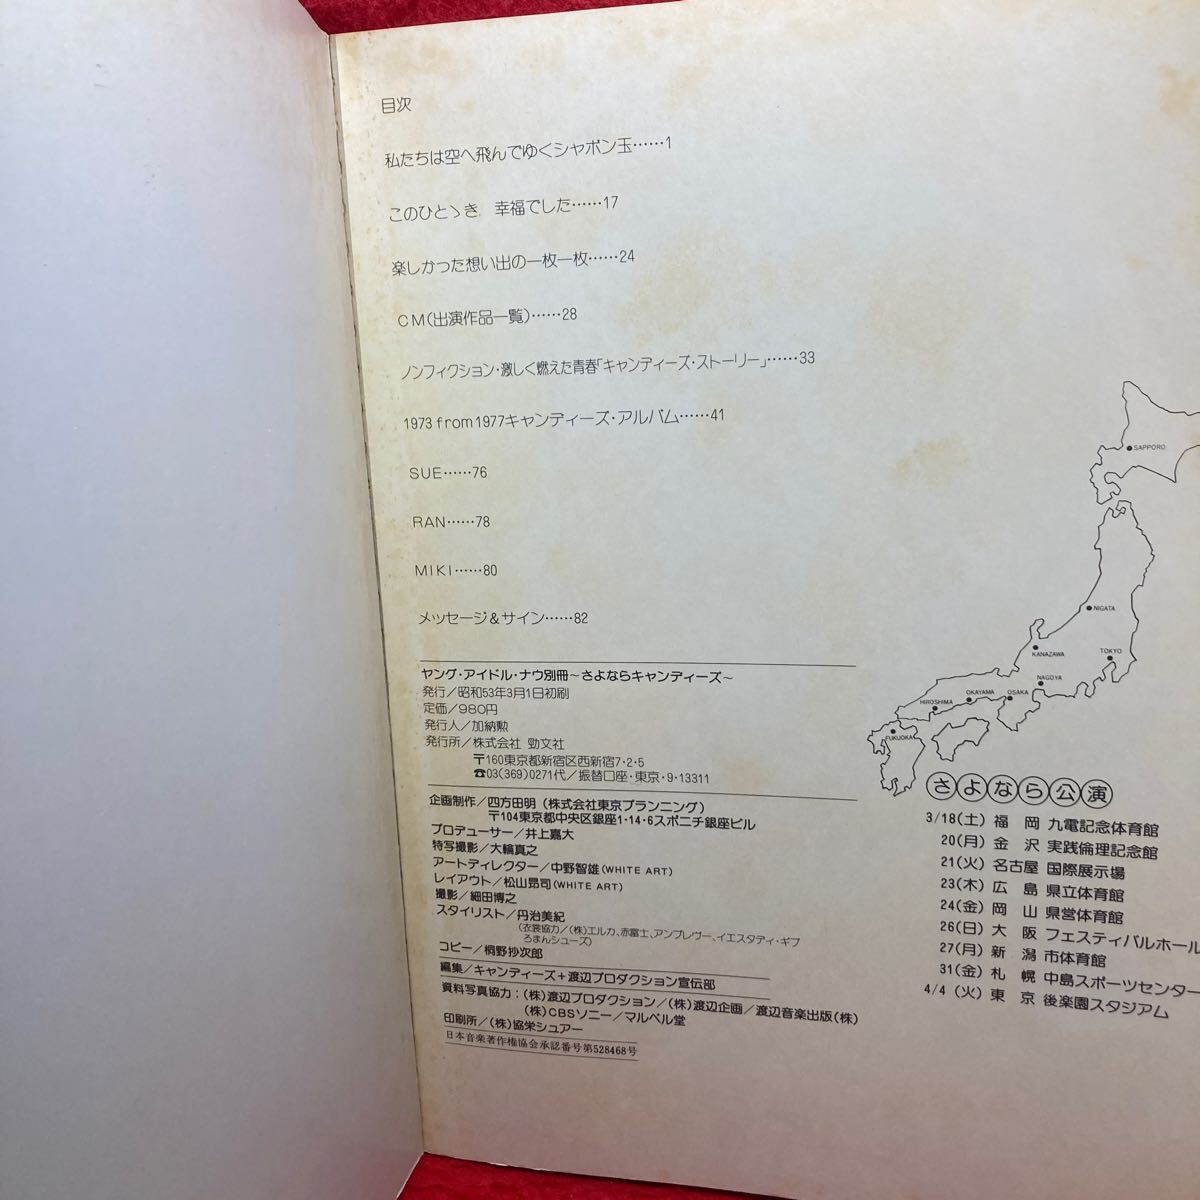 目次
私たちは空へ飛んでゆくシャボン玉……1
このひとゝき 幸福でした……17
楽しかった想い出の一枚一枚……24
CM(出演作品一覧)……28
ノンフィクション・激しく燃えた青春「キャンディーズ・ストーリー」……33
1973 from 1977キャンディーズ・アルバム……41
SUE……76
RAN……78
MIKI……80
メッセージ&サイン……82
ヤング・アイドル・ナウ別冊~さよならキャンディーズ~
発行/昭和53年3月1日初刷
定価/980円
発行人/加納勲
発行所/株式会社 勁文社
〒160東京都新宿区西新宿7・2・5
☎03(369)0271代/振替口座・東京・9・13311
企画制作/四方田明(株式会社東京プランニング)
〒104東京都中央区銀座1・14・6スポニチ銀座ビル
プロデューサー/井上嘉大
特写撮影/大輪真之
アートディレクター/中野智雄(WHITE ART)
レイアウト/松山昻司(WHITE ART)
撮影/細田博之
スタイリスト/丹治美紀
(衣裳協力/(株)エルカ、赤富士、アンプレヴー、イエスタディ・ギフ
ろまんシューズ)
コピー/桐野抄次郎
編集/キャンディーズ+渡辺プロダクション宣伝部
資料写真協力:(株)渡辺プロダクション/(株)渡辺企画/渡辺音楽出版(株)
(株)CBSソニー/マルベル堂
印刷所/(株)協栄シュアー
日本音楽著作権協会承認番号第528468号
SAPPORO
NIGATA
KANAZAWA
TOKYO
NAGOYA
OKAYAMA
OSAKA
HIROSHIMA
FUKUOKA
さよなら公演
3/18(土) 福岡 九電記念体育館
20(月) 金沢 実践倫理記念館
21(火) 名古屋 国際展示場
23(木) 広島 県立体育館
24(金) 岡山 県営体育館
26(日) 大阪 フェスティバルホール
27(月) 新潟 市体育館
31(金) 札幌 中島スポーツセンター
4/4(火) 東京 後楽園スタジアム